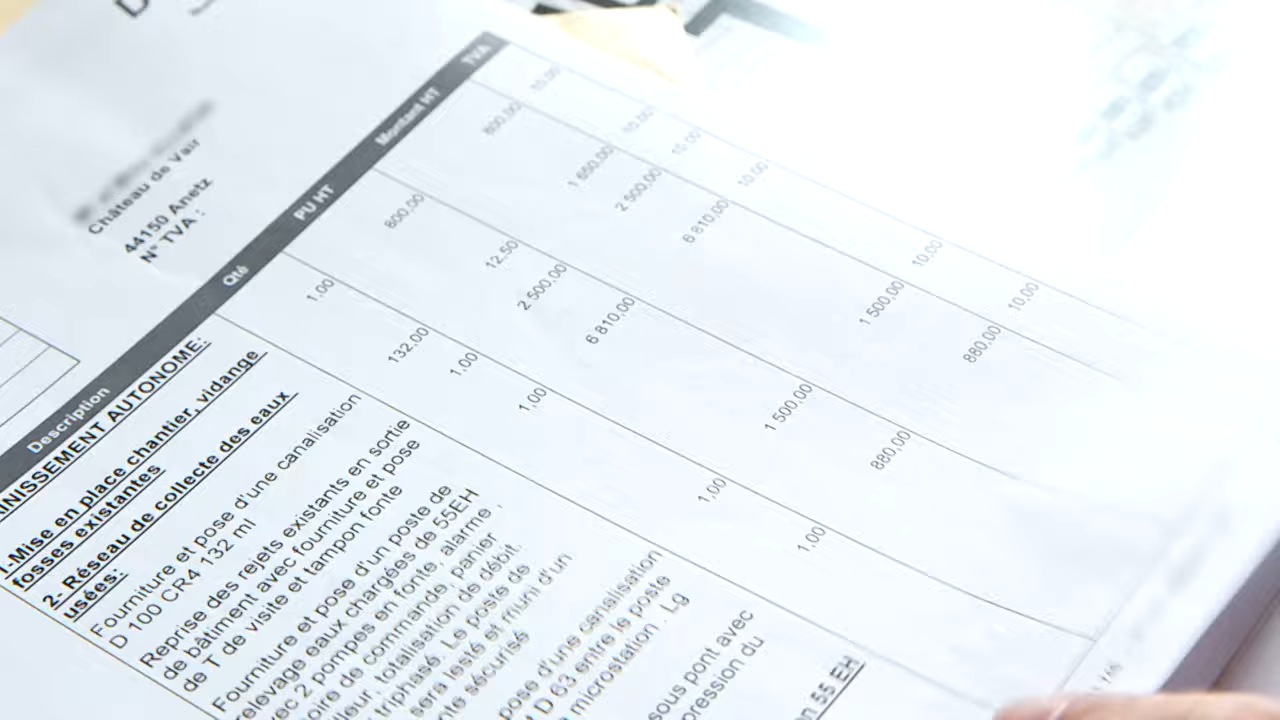 Château de Vair
44150 Anetz
N° TVA :
Description Qté PU HT Montant HT TVA
ANISSEMENT AUTONOME:
1.Mise en place chantier, vidange 1,00 800,00 800,00 10,00
fosses existantes
2- Réseau de collecte des eaux
usées:
Fourniture et pose d'une canalisation 132,00 12,50 1 650,00 10,00
D 100 CR4 132 ml
Reprise des rejets existants en sortie 1,00 2 500,00 2 500,00 10,00
de bâtiment avec fourniture et pose
de T de visite et tampon fonte
Fourniture et pose d'un poste de 1,00 6 810,00 6 810,00 10,00
relevage eaux chargées de 55EH
vec 2 pompes en fonte, alarme ,
oire de commande, panier
lleur, totalisation de débit.
triphasé. Le poste de
sera lesté et muni d'un
sécurisé
pose d'une canalisation 1,00 1 500,00 1 500,00 10,00
D 63 entre le poste
microstation . Lg
sous pont avec 1,00 880,00 880,00 10,00
pression du
n 55 EH